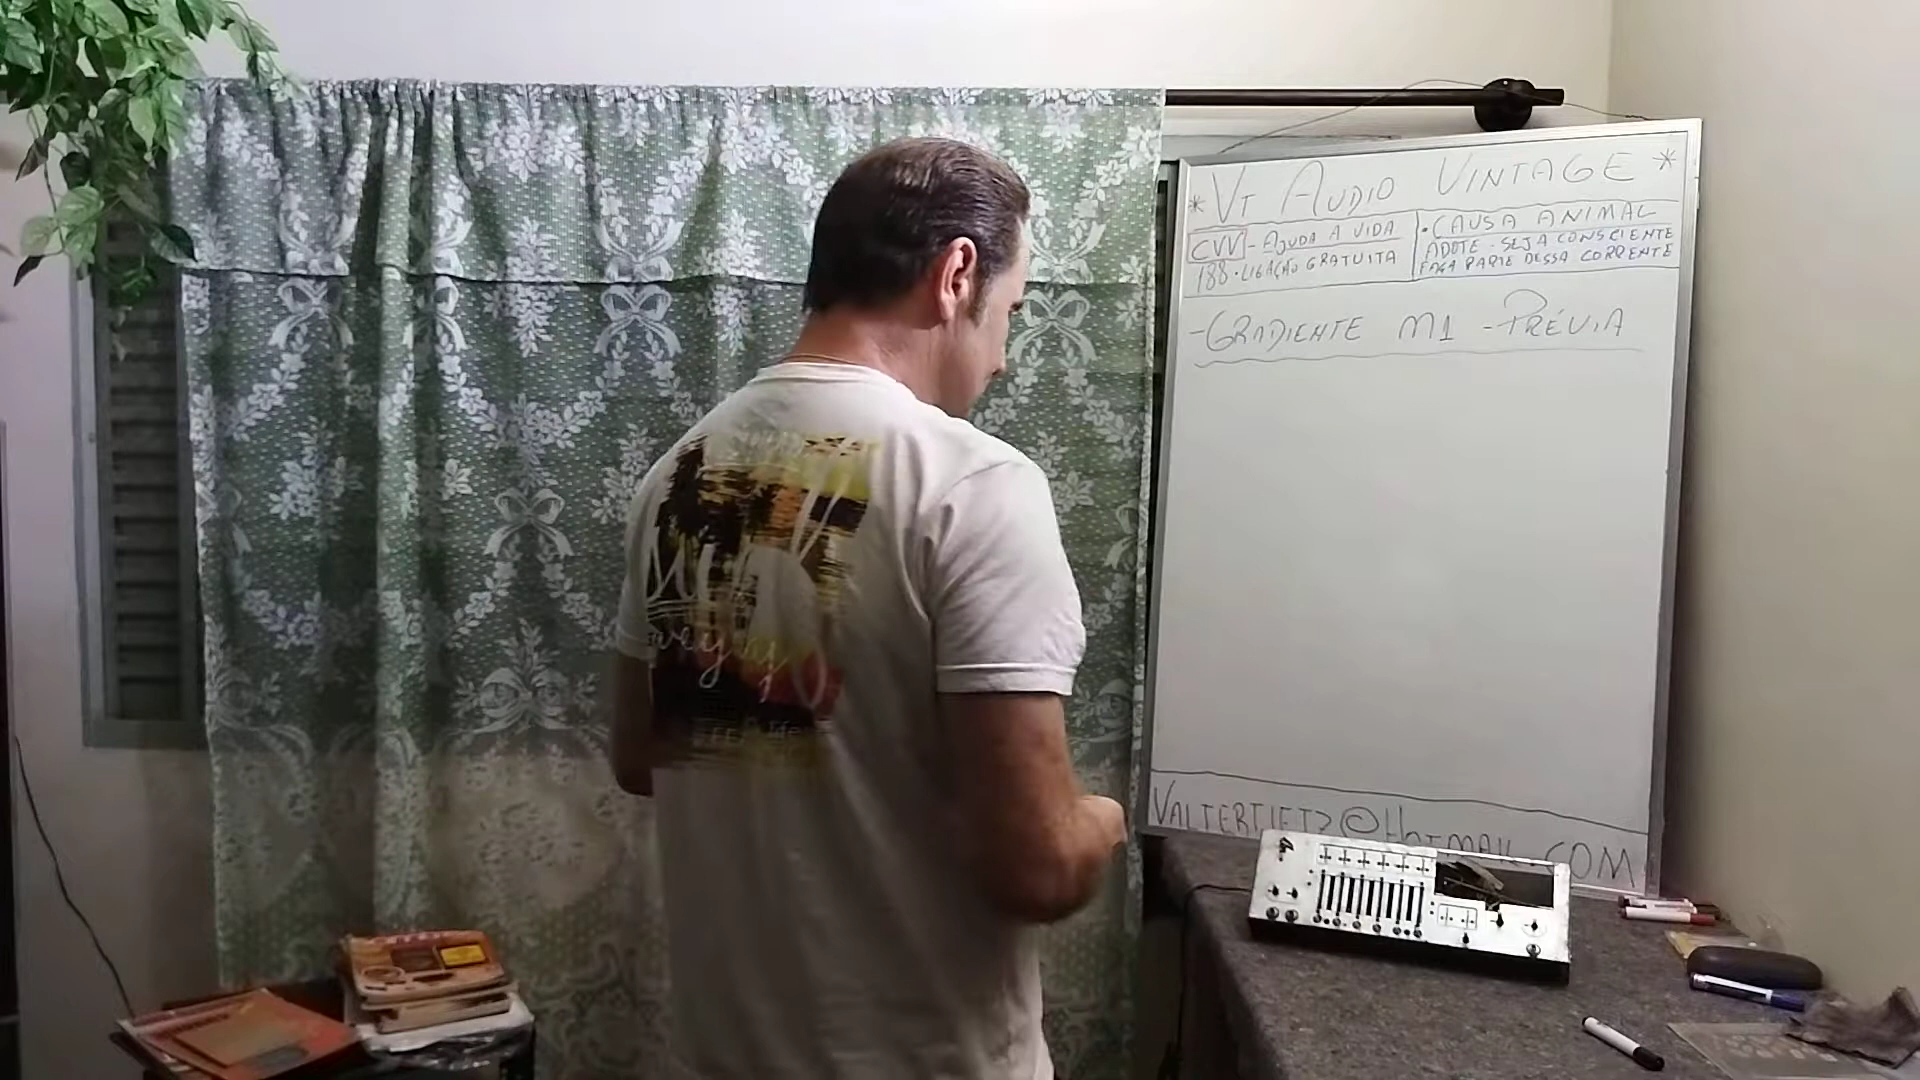 * VT AUDIO VINTAGE *
CVV - AJUDA A VIDA
188 - LIGAÇÃO GRATUITA
• CAUSA ANIMAL
ADOTE - SEJA CONSCIENTE
FAÇA PARTE DESSA CORRENTE
- GRADIENTE M1 - PRÉVIA
VALTERTIETZ@HOTMAIL.COM